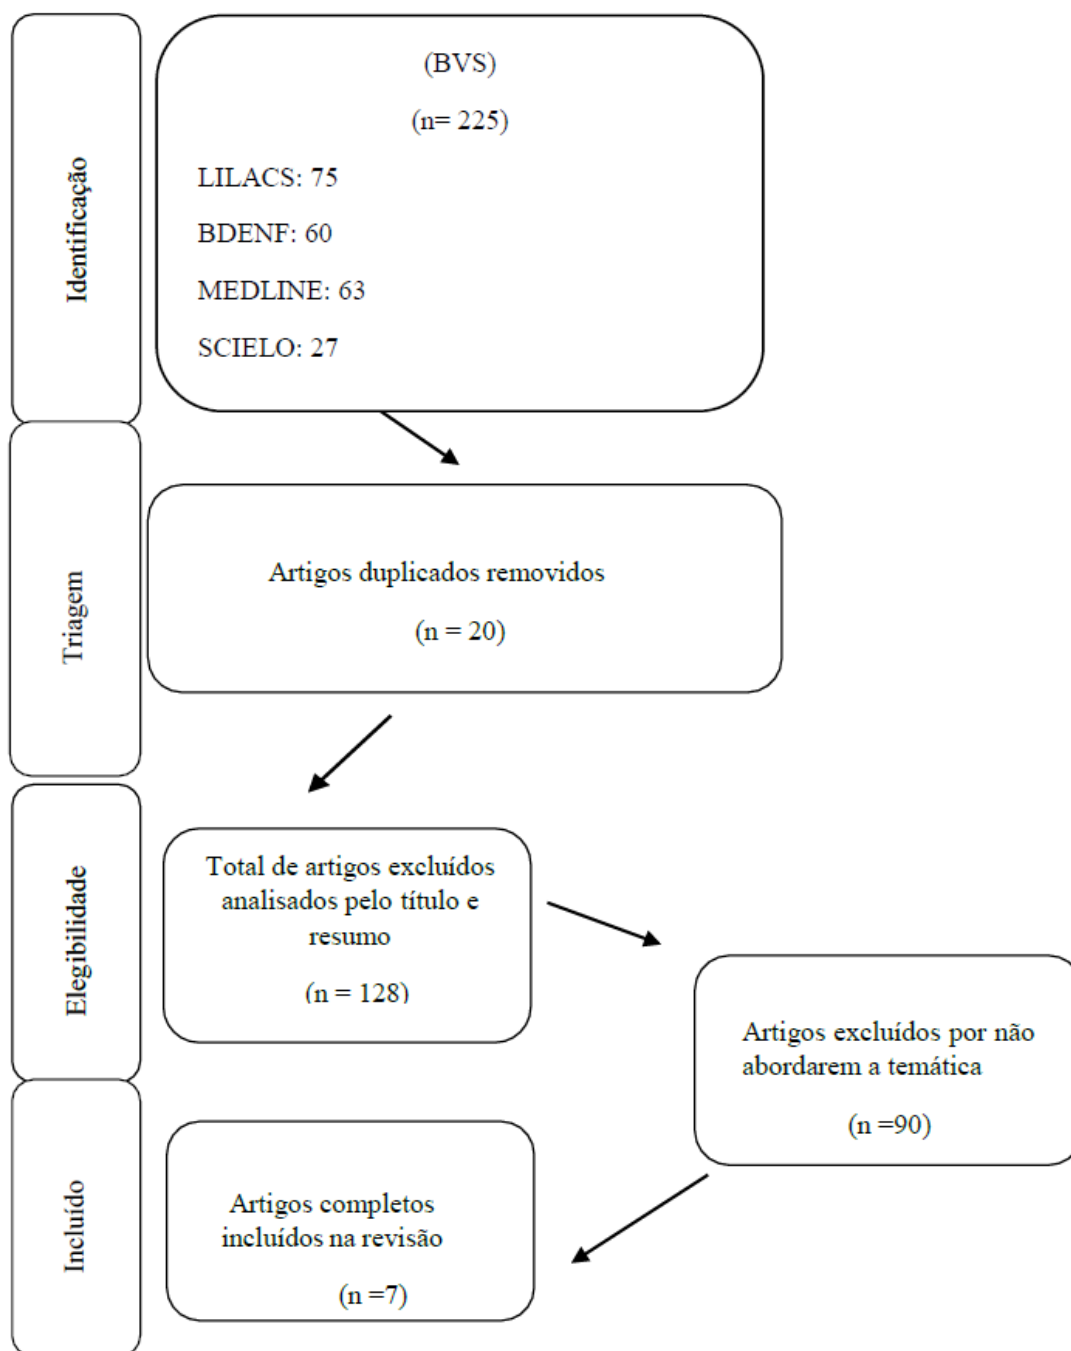 Identificação
(BVS)
(n= 225)
LILACS: 75
BDENF: 60
MEDLINE: 63
SCIELO: 27
Triagem
Artigos duplicados removidos
(n = 20)
Elegibilidade
Total de artigos excluídos
analisados pelo título e
resumo
(n = 128)
Artigos excluídos por não
abordarem a temática
(n =90)
Incluído
Artigos completos
incluídos na revisão
(n =7)